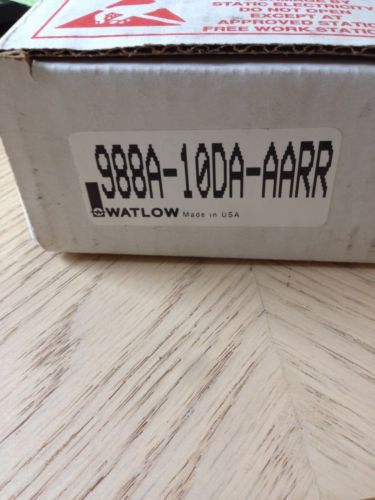 STATIC ELECTRICITY
DO NOT OPEN
EXCEPT AT
APPROVED STATIC
FREE WORK STATION
988A-10DA-AARR
WATLOW Made in USA